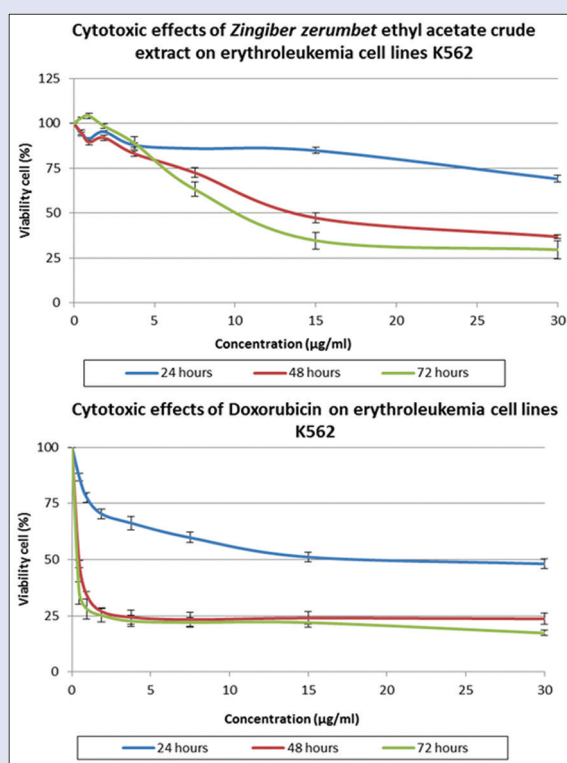 Cytotoxic effects of Zingiber zerumbet ethyl acetate crude
extract on erythroleukemia cell lines K562
125
100
75
50
25
0
Viability cell (%)
0 5 10 15 20 25 30
Concentration (µg/ml)
24 hours 48 hours 72 hours
Cytotoxic effects of Doxorubicin on erythroleukemia cell lines
K562
100
75
50
25
0
Viability cell (%)
0 5 10 15 20 25 30
Concentration (µg/ml)
24 hours 48 hours 72 hours